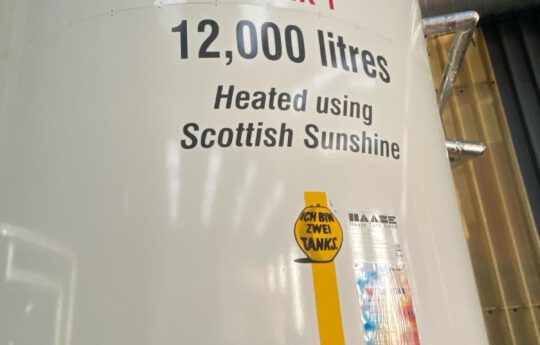 12,000 litres
Heated using
Scottish Sunshine
ICH BIN
ZWEI
TANKS.
HAASE